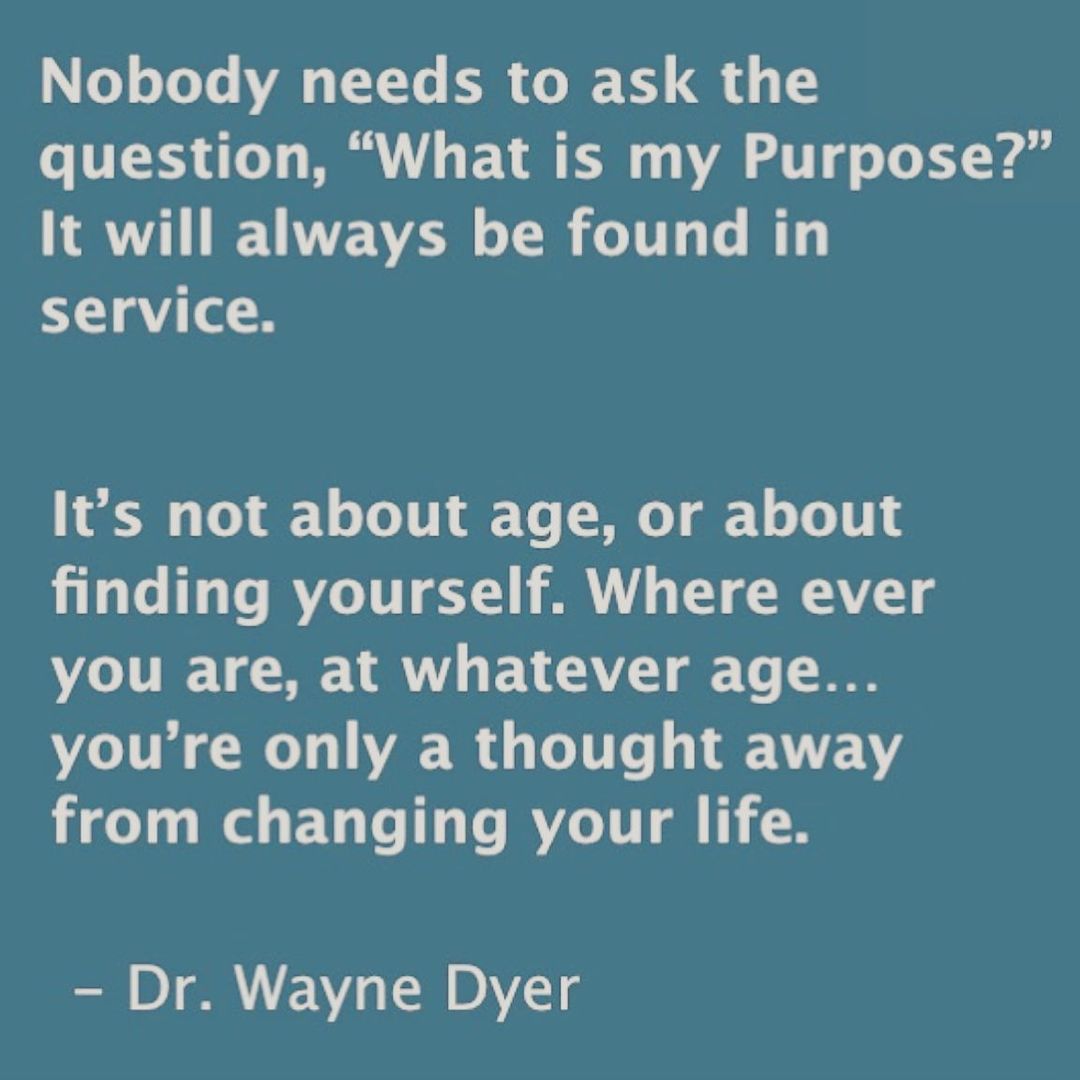 Nobody needs to ask the
question, “What is my Purpose?”
It will always be found in
service.
It’s not about age, or about
finding yourself. Where ever
you are, at whatever age...
you’re only a thought away
from changing your life.
– Dr. Wayne Dyer